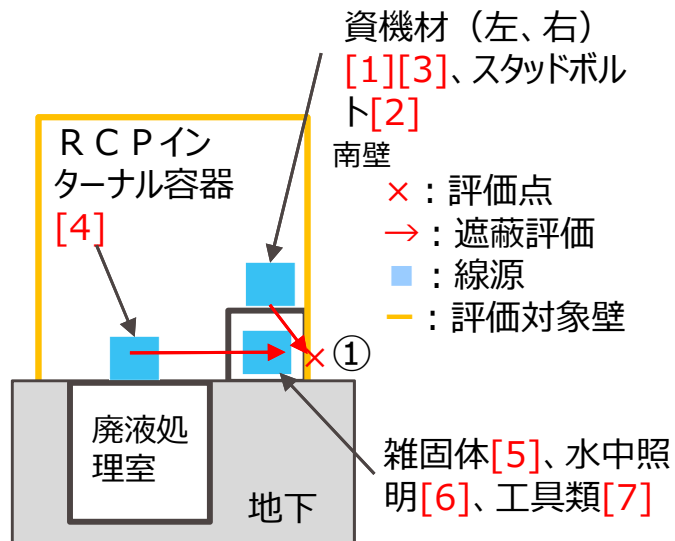 資機材（左、右）
[1][3]、スタッドボル
ト[2]
ＲＣＰイン
ターナル容器
[4]
南壁
×：評価点
→：遮蔽評価
■：線源
ー：評価対象壁
①
廃液処
理室
地下
雑固体[5]、水中照
明[6]、工具類[7]